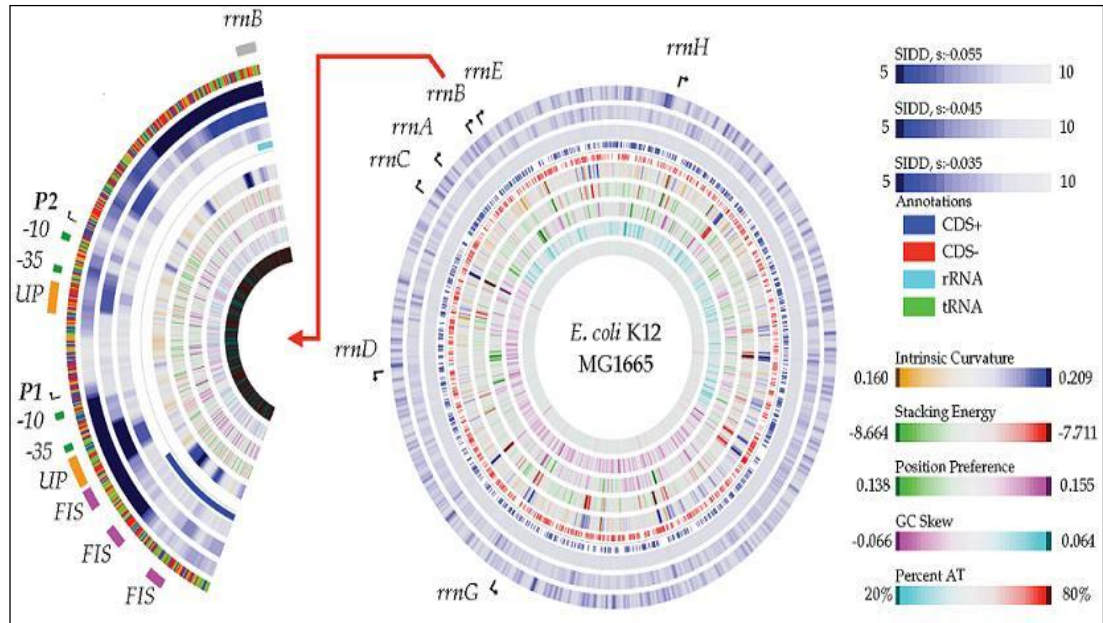 rrnB
P2
-10
-35
UP
P1
-10
-35
UP
FIS
FIS
FIS
rrnH
rrnE
rrnB
rrnA
rrnC
rrnD
rrnG
E. coli K12
MG1665
SIDD, s:-0.055
5 10
SIDD, s:-0.045
5 10
SIDD, s:-0.035
5 10
Annotations
CDS+
CDS-
rRNA
tRNA
Intrinsic Curvature
0.160 0.209
Stacking Energy
-8.664 -7.711
Position Preference
0.138 0.155
GC Skew
-0.066 0.064
Percent AT
20% 80%